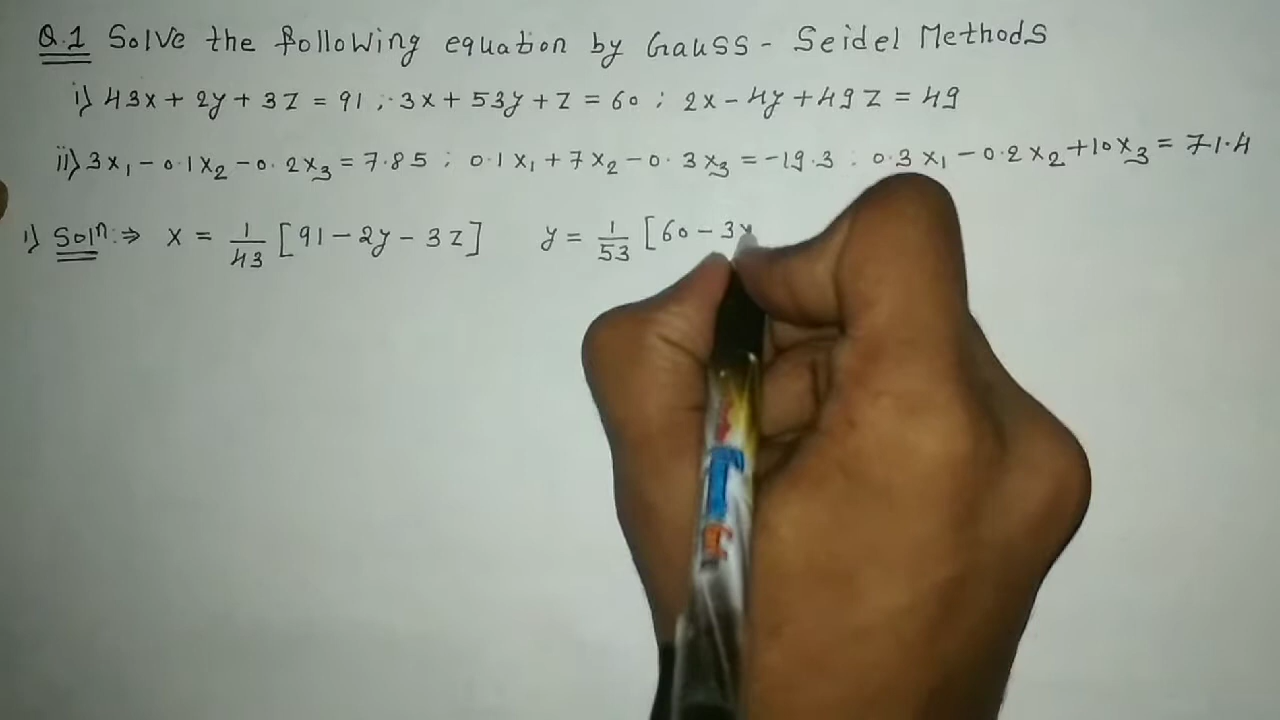 Q.1 Solve the following equation by Gauss - Seidel Methods
i) 43x + 2y + 3z = 91 ; 3x + 53y + z = 60 ; 2x - 4y + 49z = 49
ii) 3x₁ - 0.1x₂ - 0.2x₃ = 7.85 ; 0.1x₁ + 7x₂ - 0.3x₃ = -19.3 ; 0.3x₁ - 0.2x₂ + 10x₃ = 71.4
1) Solⁿ:⇒ x = 1/43 [91 - 2y - 3z] y = 1/53 [60 - 3x